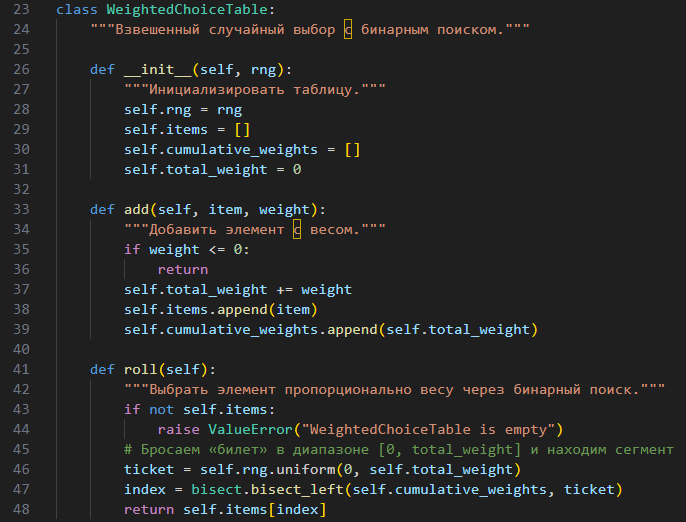 23 class WeightedChoiceTable:
24     """Взвешенный случайный выбор с бинарным поиском."""
25
26     def __init__(self, rng):
27         """Инициализировать таблицу."""
28         self.rng = rng
29         self.items = []
30         self.cumulative_weights = []
31         self.total_weight = 0
32
33     def add(self, item, weight):
34         """Добавить элемент с весом."""
35         if weight <= 0:
36             return
37         self.total_weight += weight
38         self.items.append(item)
39         self.cumulative_weights.append(self.total_weight)
40
41     def roll(self):
42         """Выбрать элемент пропорционально весу через бинарный поиск."""
43         if not self.items:
44             raise ValueError("WeightedChoiceTable is empty")
45         # Бросаем «билет» в диапазоне [0, total_weight] и находим сегмент
46         ticket = self.rng.uniform(0, self.total_weight)
47         index = bisect.bisect_left(self.cumulative_weights, ticket)
48         return self.items[index]